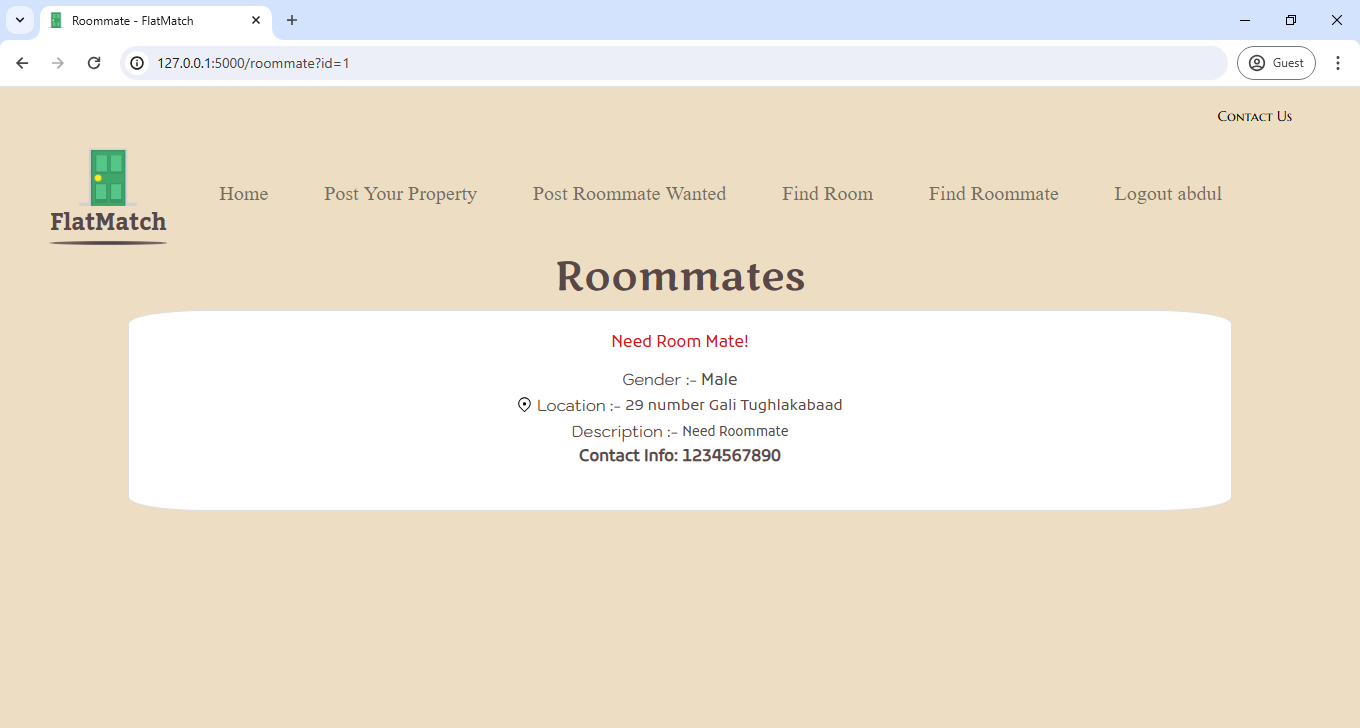 Roommate - FlatMatch
127.0.0.1:5000/roommate?id=1
Guest
Contact Us
FlatMatch
Home
Post Your Property
Post Roommate Wanted
Find Room
Find Roommate
Logout abdul
Roommates
Need Room Mate!
Gender :- Male
Location :- 29 number Gali Tughlakabaad
Description :- Need Roommate
Contact Info: 1234567890